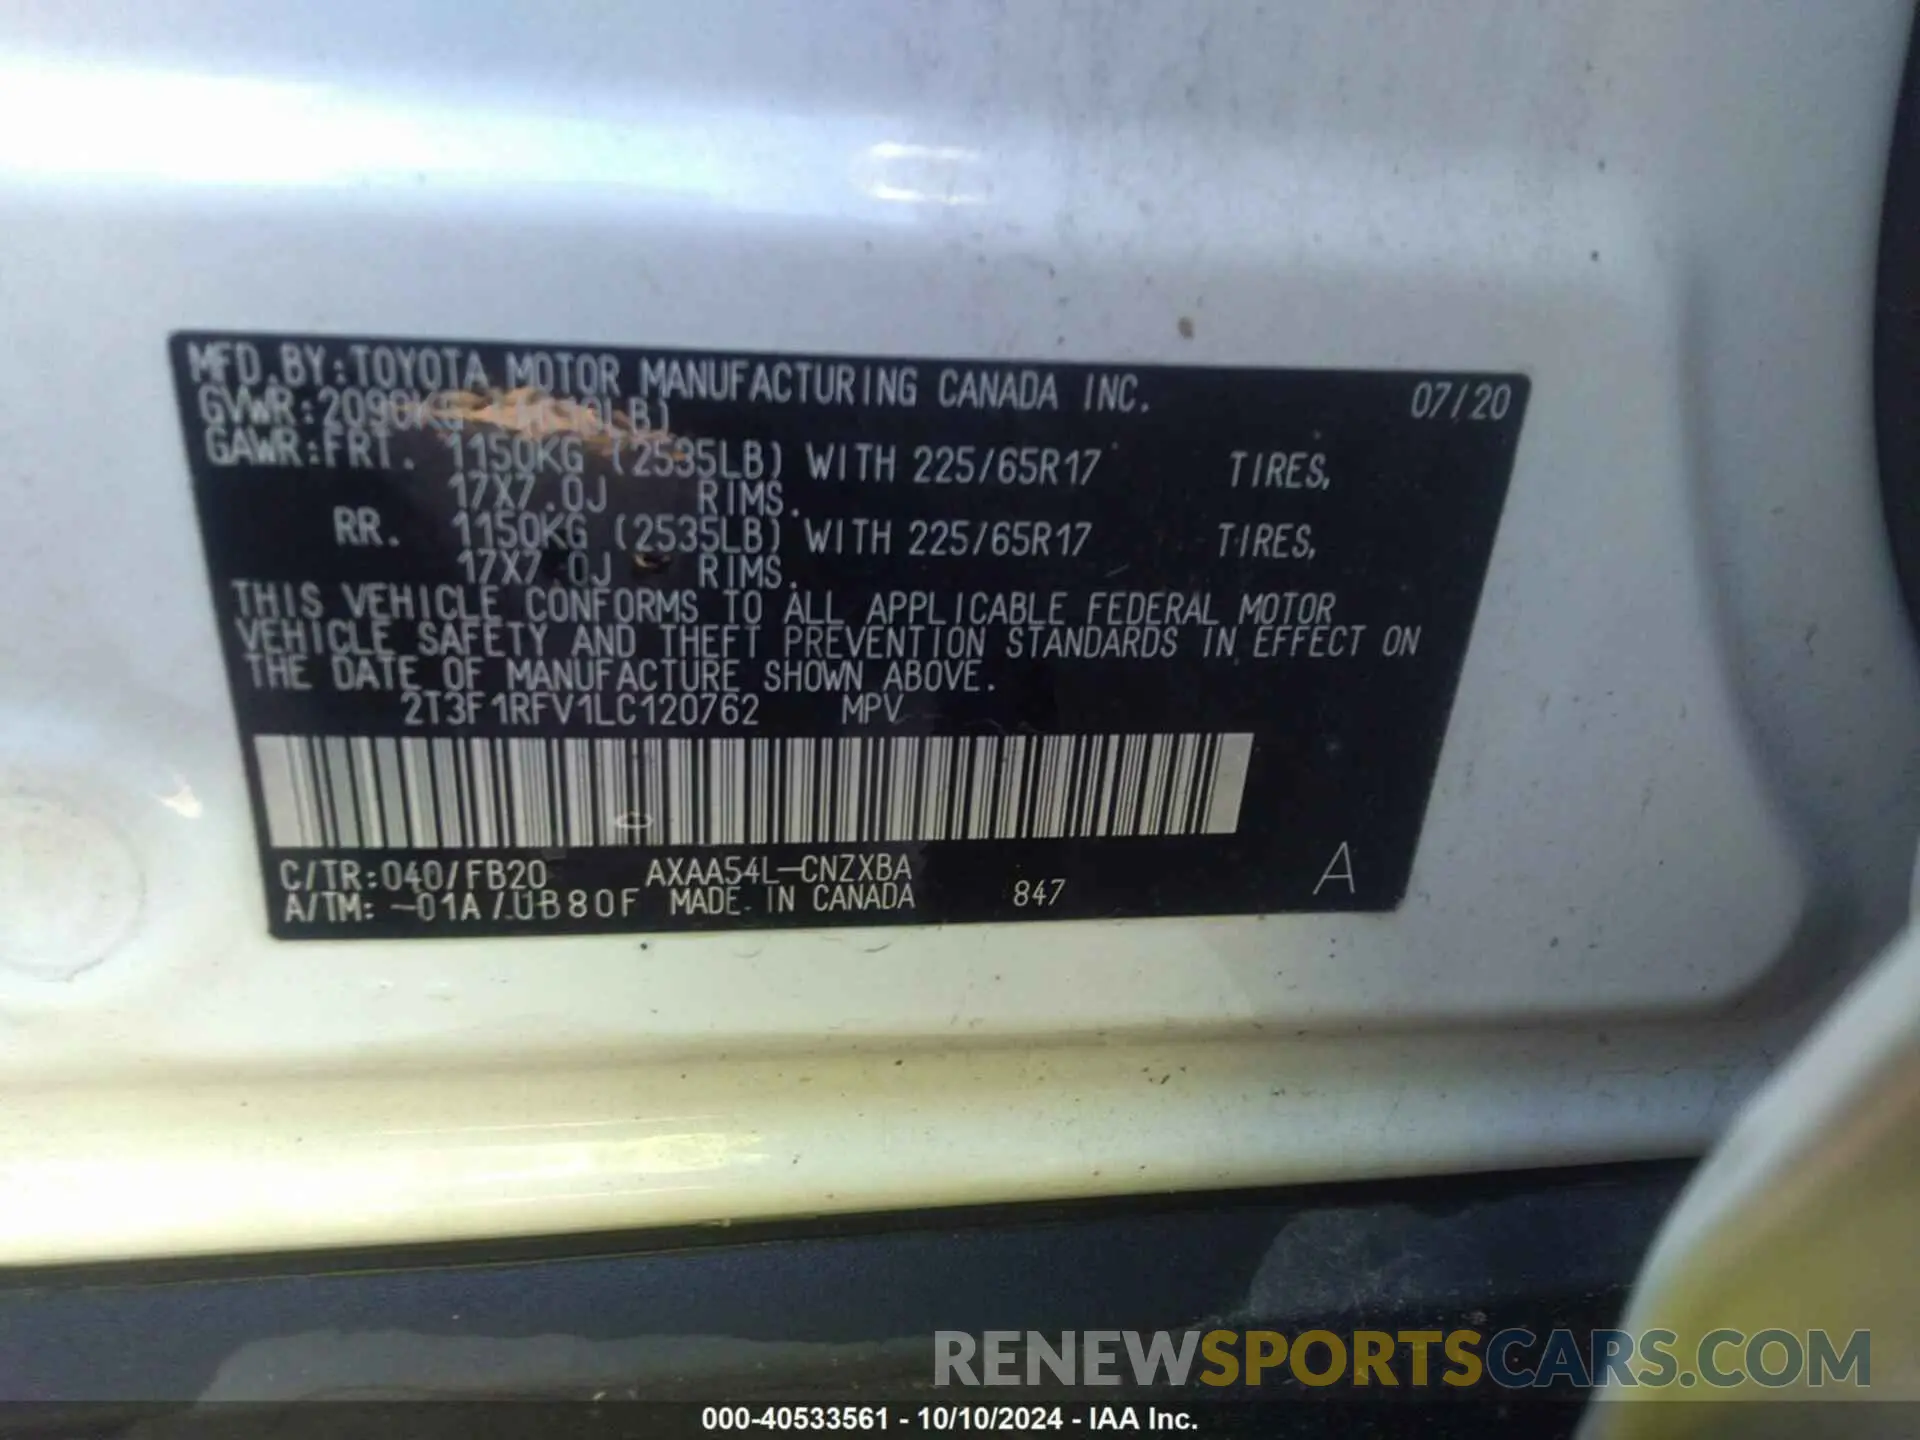 MFD.BY:TOYOTA MOTOR MANUFACTURING CANADA INC. 07/20
GVWR:2090KG
GAWR:FRT. 1150KG (2535LB) WITH 225/65R17 TIRES,
17X7.0J RIMS.
RR. 1150KG (2535LB) WITH 225/65R17 TIRES,
17X7.0J RIMS.
THIS VEHICLE CONFORMS TO ALL APPLICABLE FEDERAL MOTOR
VEHICLE SAFETY AND THEFT PREVENTION STANDARDS IN EFFECT ON
THE DATE OF MANUFACTURE SHOWN ABOVE.
2T3F1RFV1LC120762 MPV
C/TR:040/FB20 AXAA54L-CNZXBA
A/TM:-01A/UB80F MADE IN CANADA 847 A
RENEWSPORTSCARS.COM
000-40533561 - 10/10/2024 - IAA Inc.